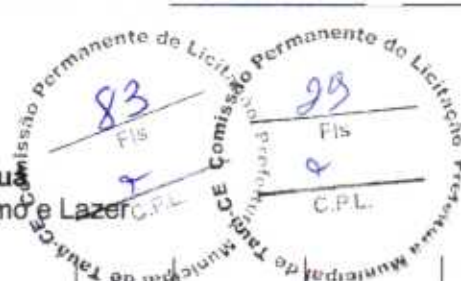 Comissão Permanente de Licitação
83
Fls
C.P.L.
Municipal de Tauá-CE
Comissão Permanente de Licitação Prefeitura Municipal de Tauá-CE
29
Fls
C.P.L.
mo e Lazer